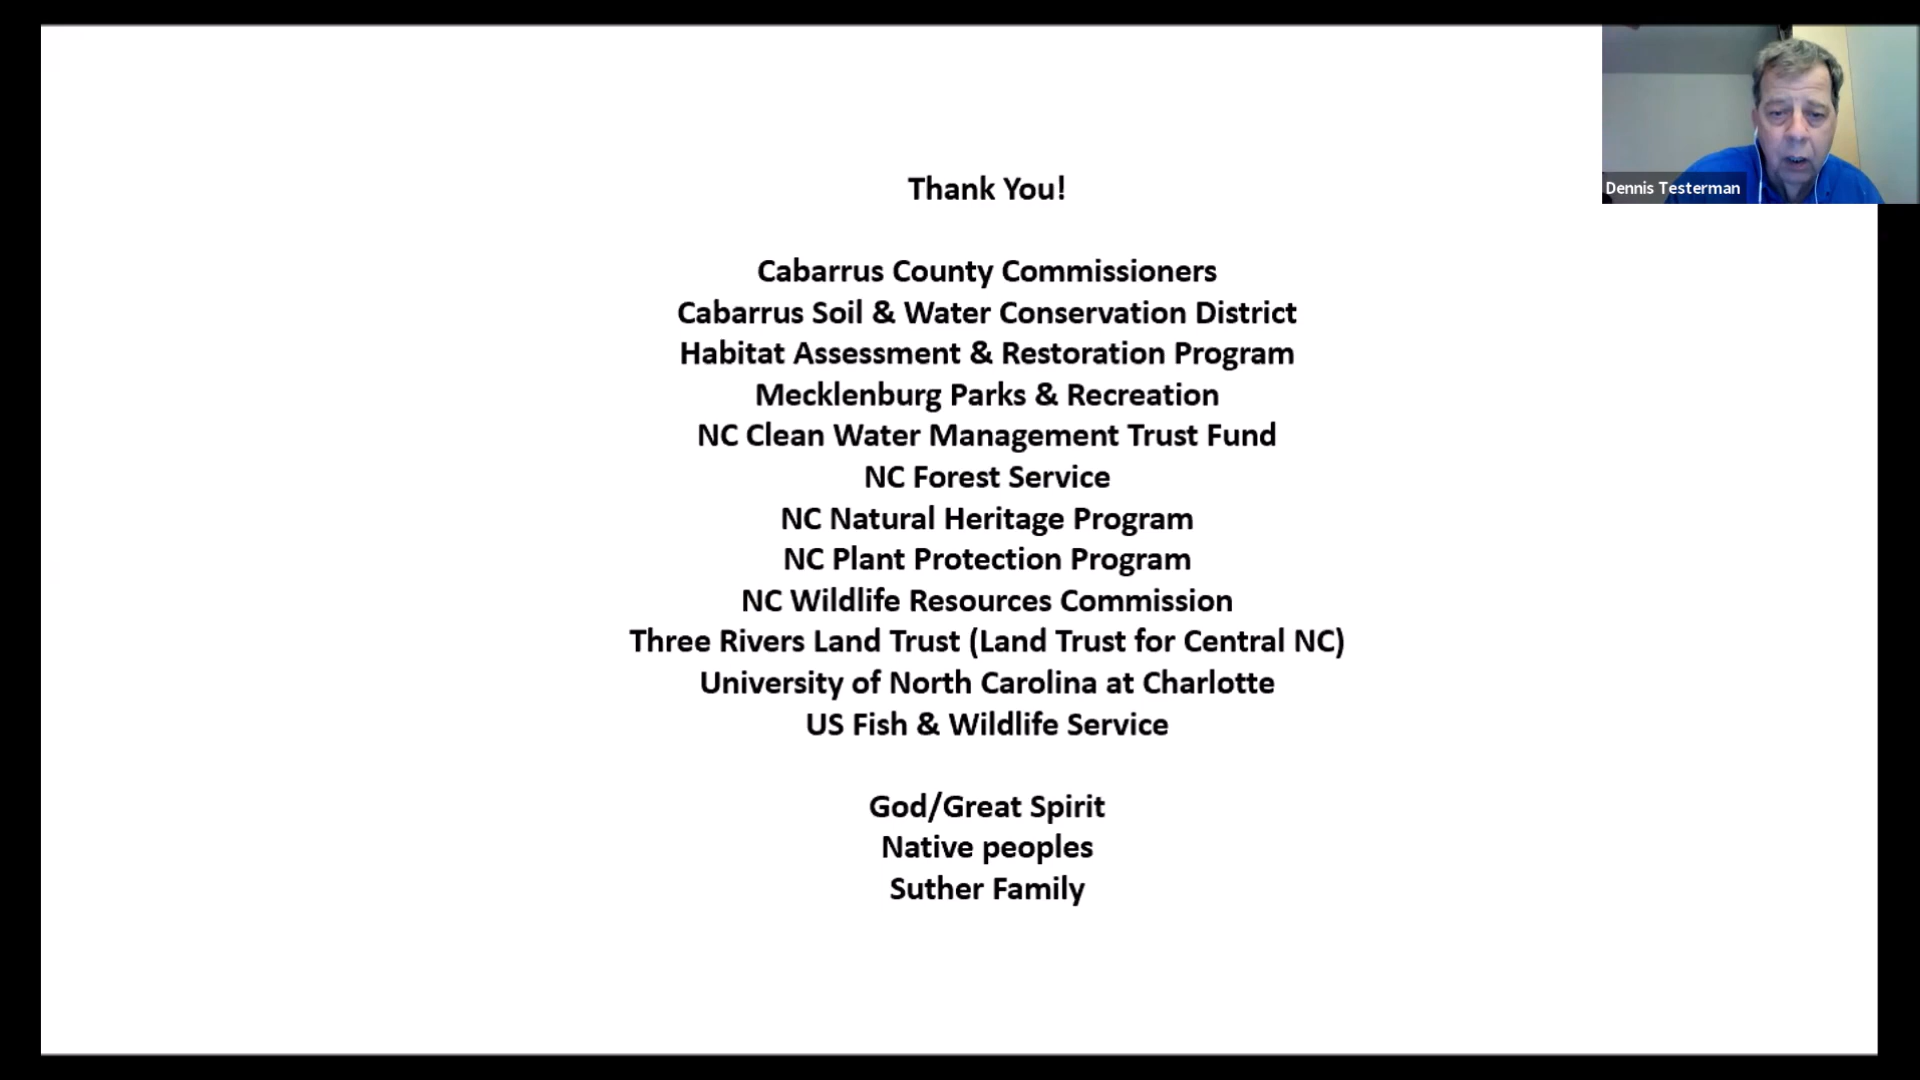 Thank You!
Cabarrus County Commissioners
Cabarrus Soil & Water Conservation District
Habitat Assessment & Restoration Program
Mecklenburg Parks & Recreation
NC Clean Water Management Trust Fund
NC Forest Service
NC Natural Heritage Program
NC Plant Protection Program
NC Wildlife Resources Commission
Three Rivers Land Trust (Land Trust for Central NC)
University of North Carolina at Charlotte
US Fish & Wildlife Service
God/Great Spirit
Native peoples
Suther Family
Dennis Testerman